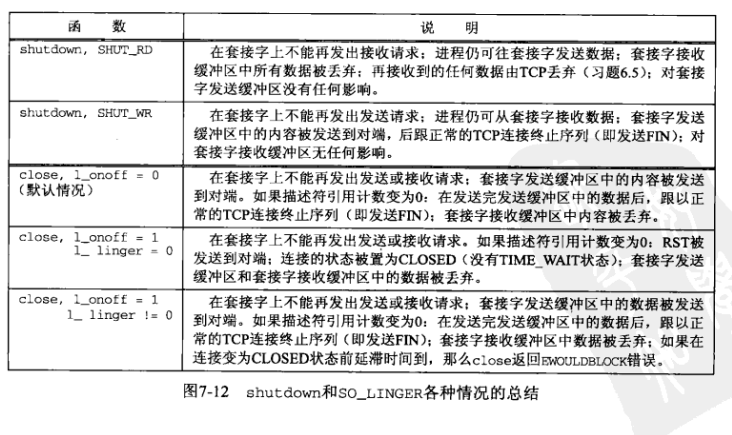 函 数 说 明
shutdown, SHUT_RD 在套接字上不能再发出接收请求；进程仍可往套接字发送数据；套接字接收
缓冲区中所有数据被丢弃；再接收到的任何数据由TCP丢弃（习题6.5）；对套接
字发送缓冲区没有任何影响。
shutdown, SHUT_WR 在套接字上不能再发出发送请求；进程仍可从套接字接收数据；套接字发送
缓冲区中的内容被发送到对端，后跟正常的TCP连接终止序列（即发送FIN）；对
套接字接收缓冲区无任何影响。
close, l_onoff = 0 在套接字上不能再发出发送或接收请求；套接字发送缓冲区中的内容被发送
（默认情况） 到对端。如果描述符引用计数变为0：在发送完发送缓冲区中的数据后，跟以正
常的TCP连接终止序列（即发送FIN）；套接字接收缓冲区中内容被丢弃。
close, l_onoff = 1 在套接字上不能再发出发送或接收请求。如果描述符引用计数变为0：RST被
l_ linger = 0 发送到对端；连接的状态被置为CLOSED（没有TIME_WAIT状态）；套接字发送
缓冲区和套接字接收缓冲区中的数据被丢弃。
close, l_onoff = 1 在套接字上不能再发出发送或接收请求；套接字发送缓冲区中的数据被发送
l_ linger != 0 到对端。如果描述符引用计数变为0：在发送完发送缓冲区中的数据后，跟以正
常的TCP连接终止序列（即发送FIN）；套接字接收缓冲区中数据被丢弃；如果在
连接变为CLOSED状态前延滞时间到，那么close返回EWOULDBLOCK错误。
图7-12 shutdown和SO_LINGER各种情况的总结